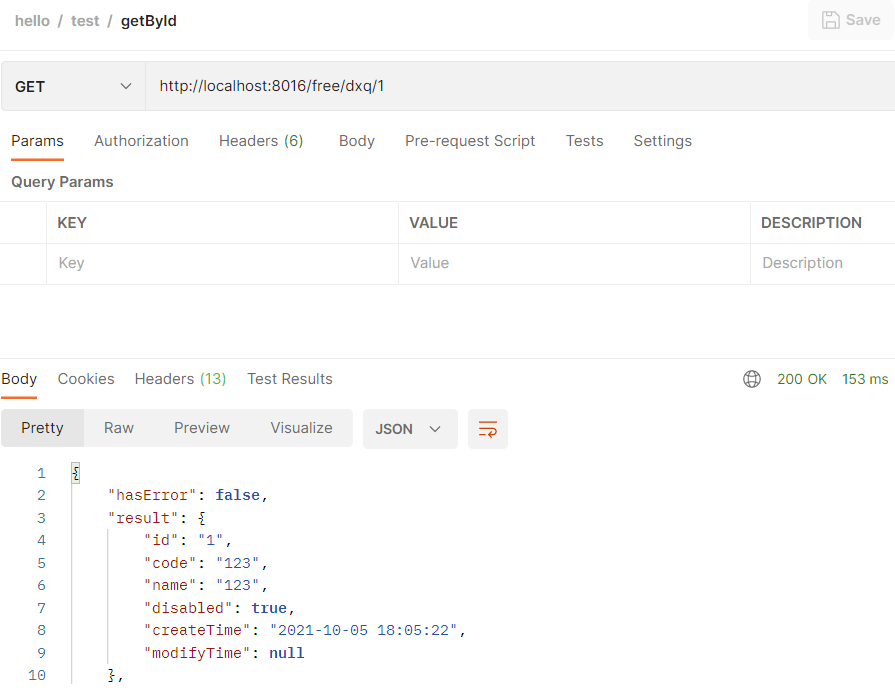 hello / test / getById
Save
GET http://localhost:8016/free/dxq/1
Params Authorization Headers (6) Body Pre-request Script Tests Settings
Query Params
KEY VALUE DESCRIPTION
Key Value Description
Body Cookies Headers (13) Test Results 200 OK 153 ms
Pretty Raw Preview Visualize JSON
1 {
2 "hasError": false,
3 "result": {
4 "id": "1",
5 "code": "123",
6 "name": "123",
7 "disabled": true,
8 "createTime": "2021-10-05 18:05:22",
9 "modifyTime": null
10 },